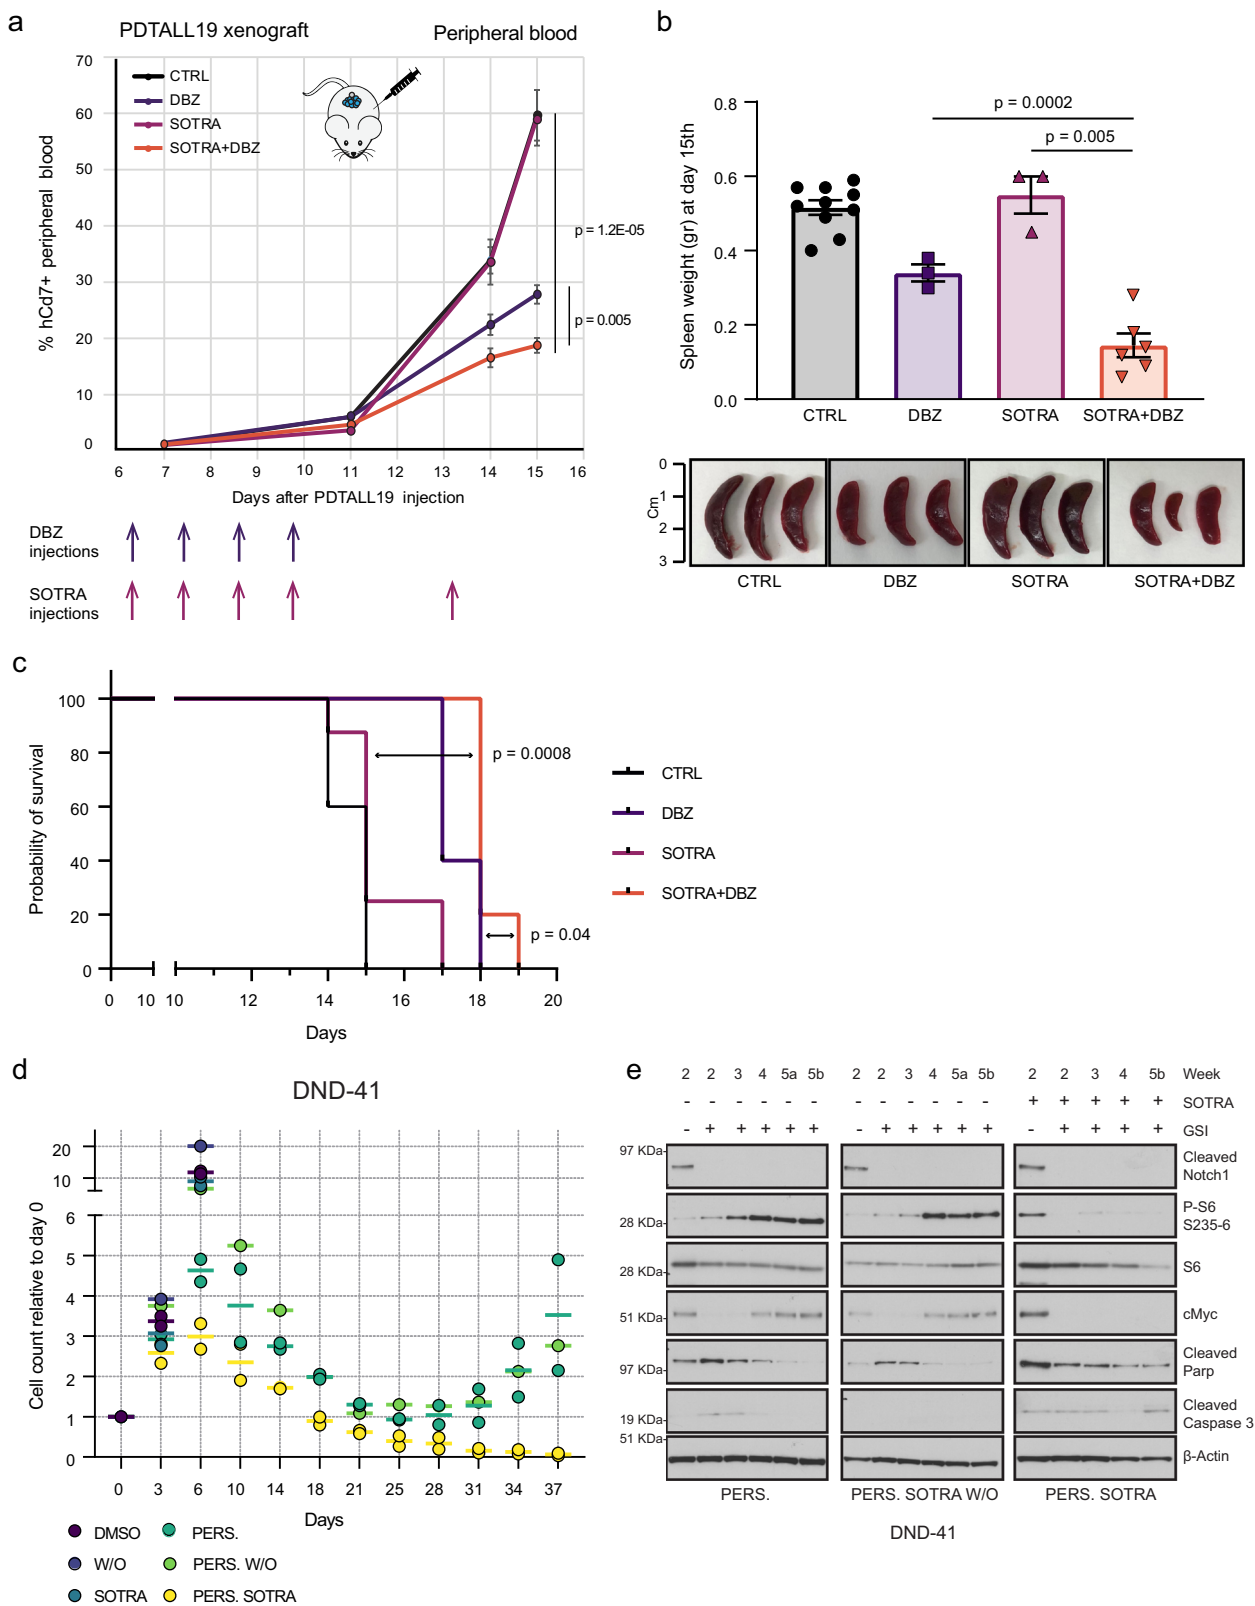 a
PDTALL19 xenograft
Peripheral blood
70
60
50
40
30
20
10
0
% hCd7+ peripheral blood
CTRL
DBZ
SOTRA
SOTRA+DBZ
p = 1.2E-05
p = 0.005
6 7 8 9 10 11 12 13 14 15 16
Days after PDTALL19 injection
DBZ
injections
SOTRA
injections
b
Spleen weight (gr) at day 15th
0.8
0.6
0.4
0.2
0.0
p = 0.0002
p = 0.005
CTRL DBZ SOTRA SOTRA+DBZ
Cm
0
1
2
3
CTRL DBZ SOTRA SOTRA+DBZ
c
Probability of survival
100
80
60
40
20
0
p = 0.0008
p = 0.04
0 10 10 12 14 16 18 20
Days
CTRL
DBZ
SOTRA
SOTRA+DBZ
d
DND-41
Cell count relative to day 0
20
10
6
5
4
3
2
1
0
0 3 6 10 14 18 21 25 28 31 34 37
Days
DMSO PERS.
W/O PERS. W/O
SOTRA PERS. SOTRA
e
2 2 3 4 5a 5b 2 2 3 4 5a 5b 2 2 3 4 5b Week
- - - - - - - - - - - - + + + + + SOTRA
- + + + + + - + + + + + - + + + + GSI
97 KDa-
Cleaved
Notch1
28 KDa-
P-S6
S235-6
28 KDa-
S6
51 KDa-
cMyc
97 KDa-
Cleaved
Parp
19 KDa-
Cleaved
Caspase 3
51 KDa-
β-Actin
PERS. PERS. SOTRA W/O PERS. SOTRA
DND-41